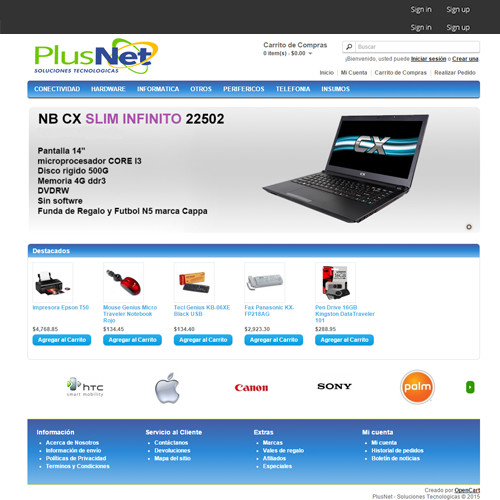 Sign in Sign up
Sign in Sign up
PlusNet
SOLUCIONES TECNOLOGICAS
Carrito de Compras
0 item(s) - $0.00
Buscar
¡Bienvenido, usted puede Iniciar sesión o Crear una
Inicio Mi Cuenta Carrito de Compras Realizar Pedido
CONECTIVIDAD HARDWARE INFORMATICA OTROS PERIFERICOS TELEFONIA INSUMOS
NB CX SLIM INFINITO 22502
Pantalla 14"
microprocesador CORE I3
Disco rigido 500G
Memoria 4G ddr3
DVDRW
Sin softwre
Funda de Regalo y Futbol N5 marca Cappa
CX
Destacados
Impresora Epson T50
$4,768.85
Agregar al Carrito
Mouse Genius Micro Traveler Notebook Rojo
$134.45
Agregar al Carrito
Tecl Genius KB-06XE Black USB
$134.40
Agregar al Carrito
Fax Panasonic KX-FP218AG
$2,923.30
Agregar al Carrito
Pen Drive 16GB Kingston DataTraveler 101
$288.95
Agregar al Carrito
hTC
smart mobility
Canon
SONY
palm
Información
Acerca de Nosotros
Información de envío
Políticas de Privacidad
Terminos y Condiciones
Servicio al Cliente
Contáctanos
Devoluciones
Mapa del sitio
Extras
Marcas
Vales de regalo
Afiliados
Especiales
Mi cuenta
Mi cuenta
Historial de pedidos
Boletín de noticias
Creado por OpenCart
PlusNet - Soluciones Tecnologicas © 2015